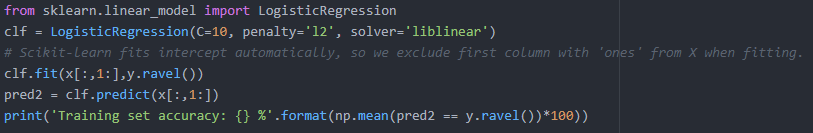 from sklearn.linear_model import LogisticRegression
clf = LogisticRegression(C=10, penalty='l2', solver='liblinear')
# Scikit-learn fits intercept automatically, so we exclude first column with 'ones' from X when fitting.
clf.fit(x[:,1:],y.ravel())
pred2 = clf.predict(x[:,1:])
print('Training set accuracy: {} %'.format(np.mean(pred2 == y.ravel())*100))